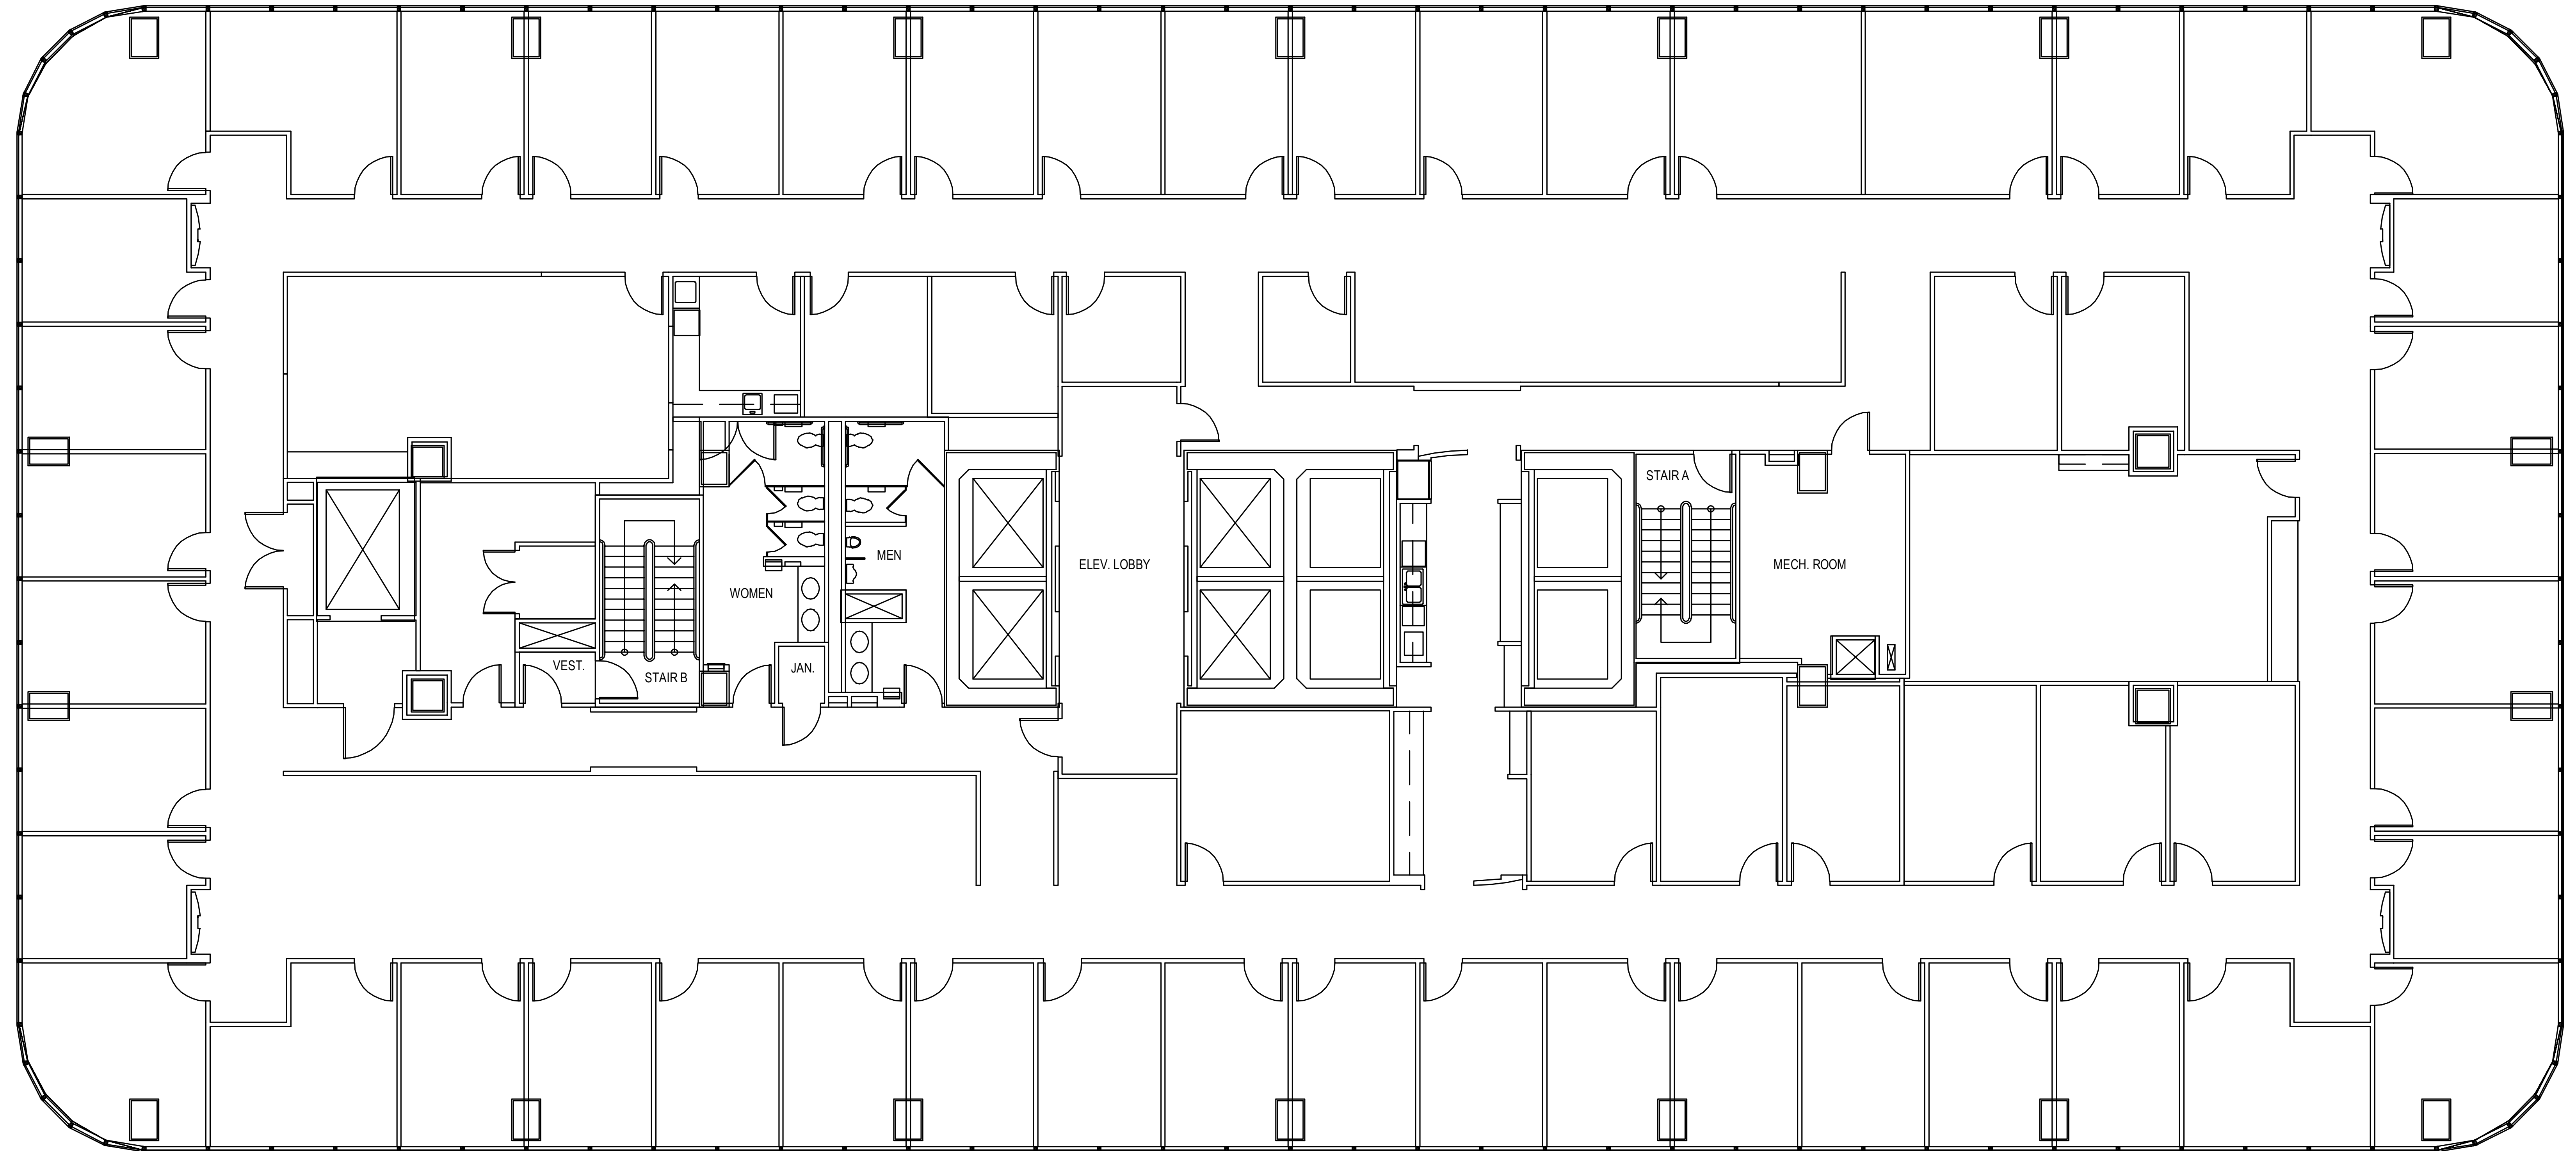 STAIR A
MEN
ELEV. LOBBY
MECH. ROOM
WOMEN
VEST.
JAN.
STAIR B